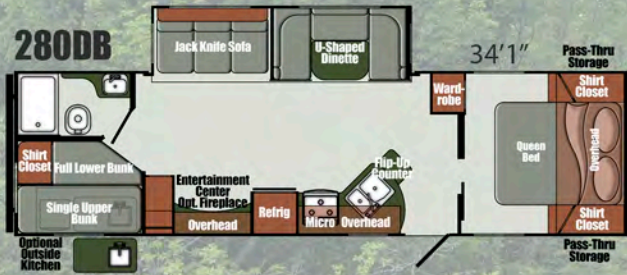 280DB
Jack Knife Sofa
U-Shaped
Dinette
34'1"
Pass-Thru
Storage
Shirt
Closet
Ward-
robe
Queen
Bed
Overhead
Shirt
Closet
Pass-Thru
Storage
Shirt
Closet
Full Lower Bunk
Single Upper
Bunk
Optional
Outside
Kitchen
Entertainment
Center
Opt. Fireplace
Overhead
Refrig
Micro
Overhead
Flip-Up
Counter